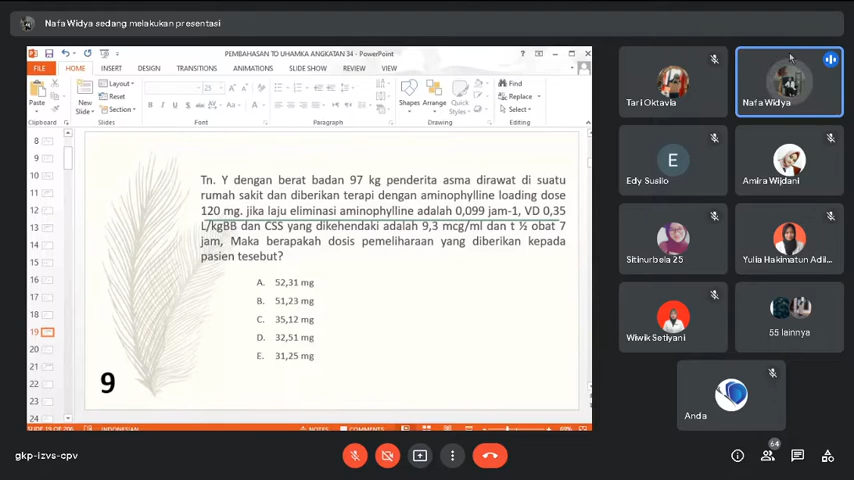 Nafa Widya sedang melakukan presentasi
PEMBAHASAN TO UHAMKA ANGKATAN 34 - PowerPoint
FILE HOME INSERT DESIGN TRANSITIONS ANIMATIONS SLIDE SHOW REVIEW VIEW
Paste
New
Slide
Layout
Reset
Section
Shapes
Arrange
Quick
Styles
Find
Replace
Select
Clipboard
Slides
Font
Paragraph
Drawing
Editing
8
9
10
11
12
13
14
15
16
17
18
19
20
21
22
23
24
Tn. Y dengan berat badan 97 kg penderita asma dirawat di suatu
rumah sakit dan diberikan terapi dengan aminophylline loading dose
120 mg. jika laju eliminasi aminophylline adalah 0,099 jam-1, VD 0,35
L/kgBB dan CSS yang dikehendaki adalah 9,3 mcg/ml dan t ½ obat 7
jam, Maka berapakah dosis pemeliharaan yang diberikan kepada
pasien tesebut?
A. 52,31 mg
B. 51,23 mg
C. 35,12 mg
D. 32,51 mg
E. 31,25 mg
9
SLIDE 19 OF 206
INDONESIAN
NOTES
COMMENTS
69%
Tari Oktavia
Nafa Widya
E
Edy Susilo
Amira Wijdani
Sitinurbela 25
Yulia Hakimatun Adil...
Wiwik Setiyani
55 lainnya
Anda
gkp-izvs-cpv
64